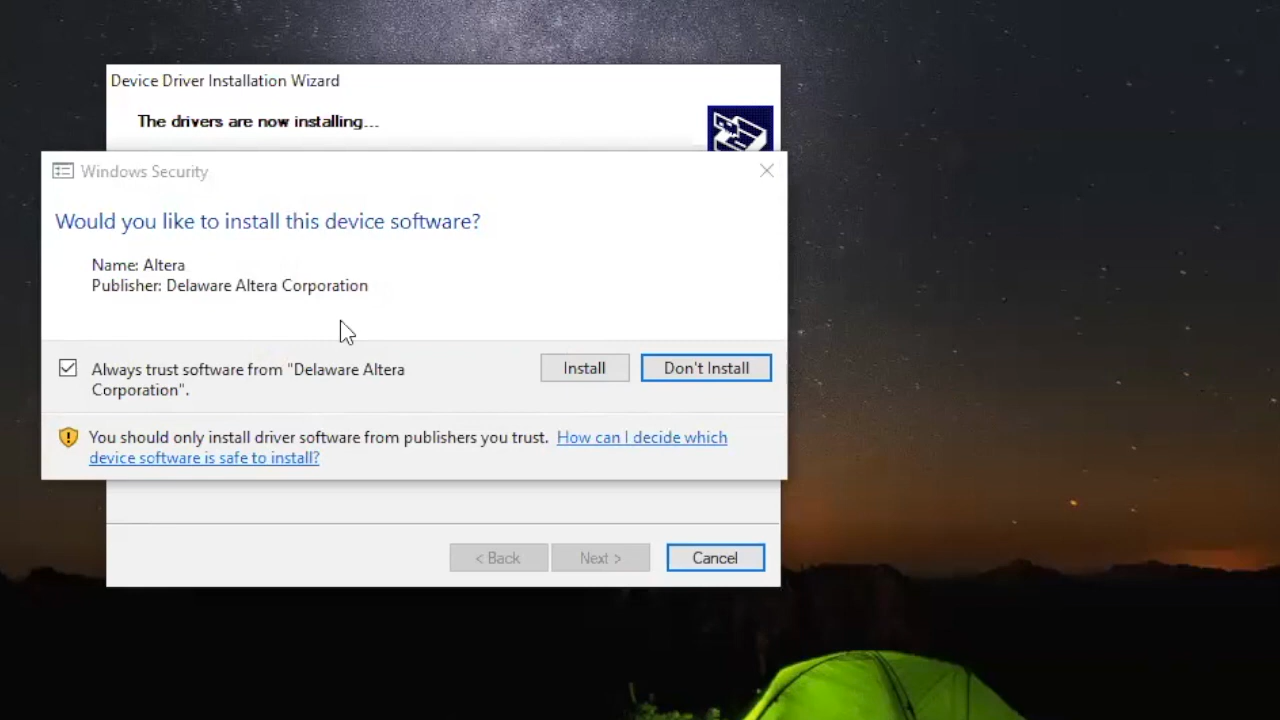 Device Driver Installation Wizard
The drivers are now installing...
Windows Security
Would you like to install this device software?
Name: Altera
Publisher: Delaware Altera Corporation
Always trust software from "Delaware Altera
Corporation".
Install
Don't Install
You should only install driver software from publishers you trust. How can I decide which
device software is safe to install?
< Back
Next >
Cancel